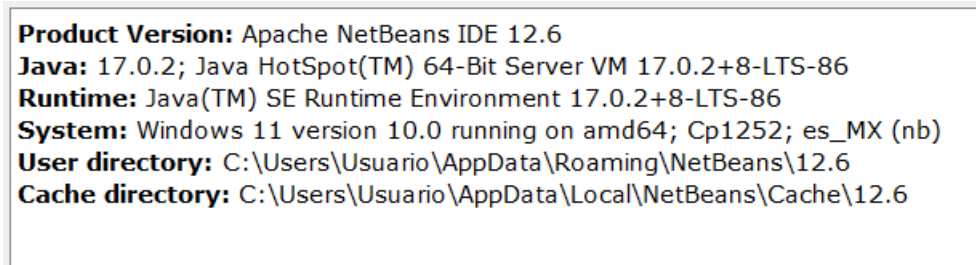 Product Version: Apache NetBeans IDE 12.6
Java: 17.0.2; Java HotSpot(TM) 64-Bit Server VM 17.0.2+8-LTS-86
Runtime: Java(TM) SE Runtime Environment 17.0.2+8-LTS-86
System: Windows 11 version 10.0 running on amd64; Cp1252; es_MX (nb)
User directory: C:\Users\Usuario\AppData\Roaming\NetBeans\12.6
Cache directory: C:\Users\Usuario\AppData\Local\NetBeans\Cache\12.6